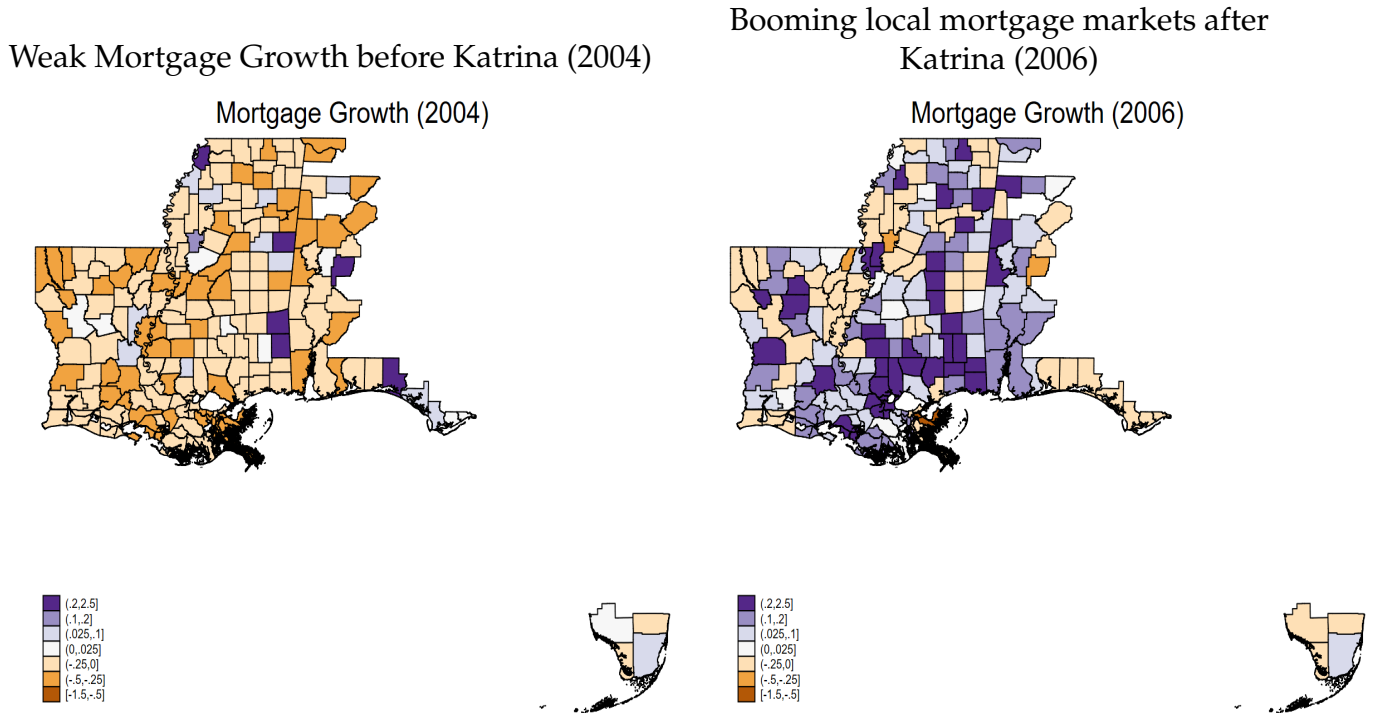 Weak Mortgage Growth before Katrina (2004)
Mortgage Growth (2004)
(.2,2.5]
(.1,.2]
(.025,.1]
(0,.025]
(-.25,0]
(-.5,-.25]
[-1.5,-.5]
Booming local mortgage markets after
Katrina (2006)
Mortgage Growth (2006)
(.2,2.5]
(.1,.2]
(.025,.1]
(0,.025]
(-.25,0]
(-.5,-.25]
[-1.5,-.5]